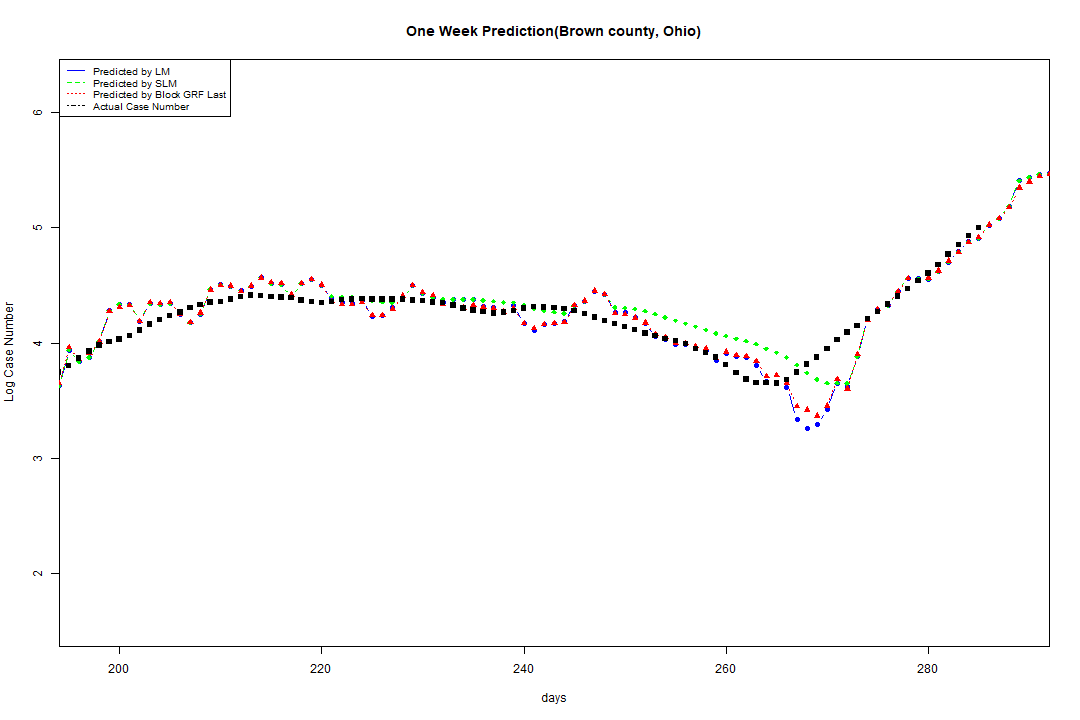 One Week Prediction(Brown county, Ohio)
Predicted by LM
Predicted by SLM
Predicted by Block GRF Last
Actual Case Number
6
5
4
3
2
Log Case Number
200
220
240
260
280
days